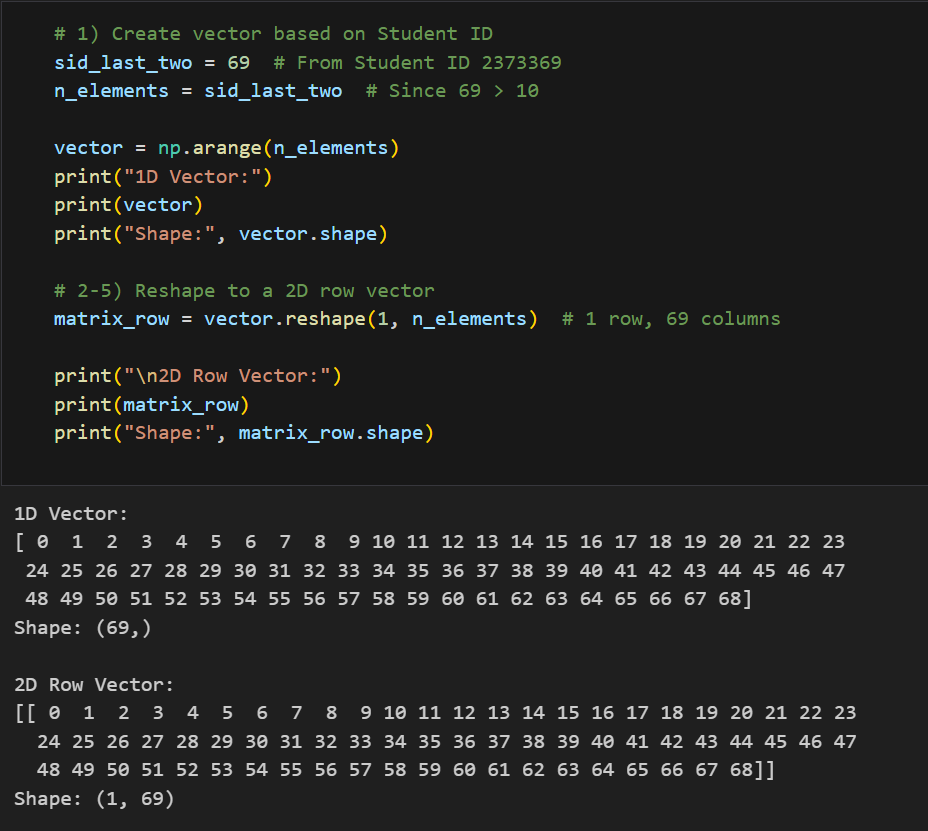 # 1) Create vector based on Student ID
sid_last_two = 69  # From Student ID 2373369
n_elements = sid_last_two  # Since 69 > 10
vector = np.arange(n_elements)
print("1D Vector:")
print(vector)
print("Shape:", vector.shape)
# 2-5) Reshape to a 2D row vector
matrix_row = vector.reshape(1, n_elements)  # 1 row, 69 columns
print("\n2D Row Vector:")
print(matrix_row)
print("Shape:", matrix_row.shape)
1D Vector:
[ 0  1  2  3  4  5  6  7  8  9 10 11 12 13 14 15 16 17 18 19 20 21 22 23
 24 25 26 27 28 29 30 31 32 33 34 35 36 37 38 39 40 41 42 43 44 45 46 47
 48 49 50 51 52 53 54 55 56 57 58 59 60 61 62 63 64 65 66 67 68]
Shape: (69,)
2D Row Vector:
[[ 0  1  2  3  4  5  6  7  8  9 10 11 12 13 14 15 16 17 18 19 20 21 22 23
  24 25 26 27 28 29 30 31 32 33 34 35 36 37 38 39 40 41 42 43 44 45 46 47
  48 49 50 51 52 53 54 55 56 57 58 59 60 61 62 63 64 65 66 67 68]]
Shape: (1, 69)